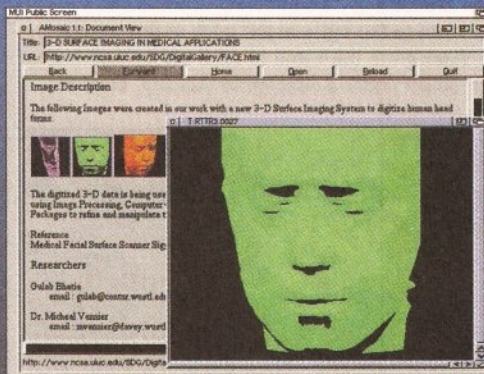 MUI Public Screen
AMosaic 1.1: Document View
Title: 3-D SURFACE IMAGING IN MEDICAL APPLICATIONS
URL: http://www.ncsa.uiuc.edu/SDG/DigitalGallery/FACE.html
Back Forward Home Open Reload Quit
Image Description
The following Images were created in our work with a new 3-D Surface Imaging System to digitize human head
forms.
T:RTTR3.0027
The digitized 3-D data is being use
using Image Processing, Computer-
Packages to refine and manipulate t
Reference
Medical Facial Surface Scanner Sig
Researchers
Gulab Bhatia
email : gulab@contur.wustl.ed
Dr. Micheal Vannier
email : mvannier@davey.wustl
http://www.ncsa.uiuc.edu/SDG/Digita